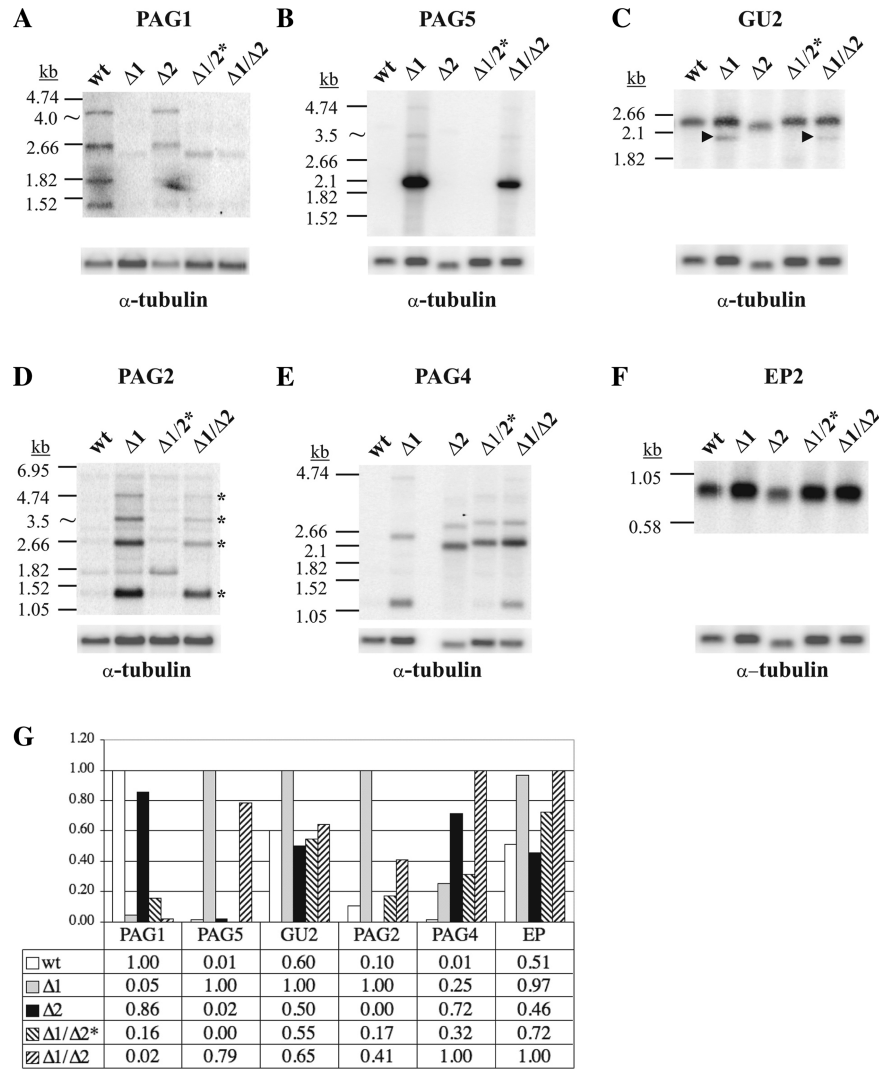 A PAG1
kb wt Δ1 Δ2 Δ1/2* Δ1/Δ2
4.74
4.0 ~
2.66
1.82
1.52
α-tubulin
B PAG5
kb wt Δ1 Δ2 Δ1/2* Δ1/Δ2
4.74
3.5 ~
2.66
2.1
1.82
1.52
α-tubulin
C GU2
kb wt Δ1 Δ2 Δ1/2* Δ1/Δ2
2.66
2.1
1.82
α-tubulin
D PAG2
kb wt Δ1 Δ1/2* Δ1/Δ2
6.95
4.74 *
3.5 ~ *
2.66 *
1.82
1.52 *
1.05
α-tubulin
E PAG4
kb wt Δ1 Δ2 Δ1/2* Δ1/Δ2
4.74
2.66
2.1
1.82
1.52
1.05
α-tubulin
F EP2
kb wt Δ1 Δ2 Δ1/2* Δ1/Δ2
1.05
0.58
α–tubulin
G
1.20
1.00
0.80
0.60
0.40
0.20
0.00
PAG1 PAG5 GU2 PAG2 PAG4 EP
wt 1.00 0.01 0.60 0.10 0.01 0.51
Δ1 0.05 1.00 1.00 1.00 0.25 0.97
Δ2 0.86 0.02 0.50 0.00 0.72 0.46
Δ1/Δ2* 0.16 0.00 0.55 0.17 0.32 0.72
Δ1/Δ2 0.02 0.79 0.65 0.41 1.00 1.00